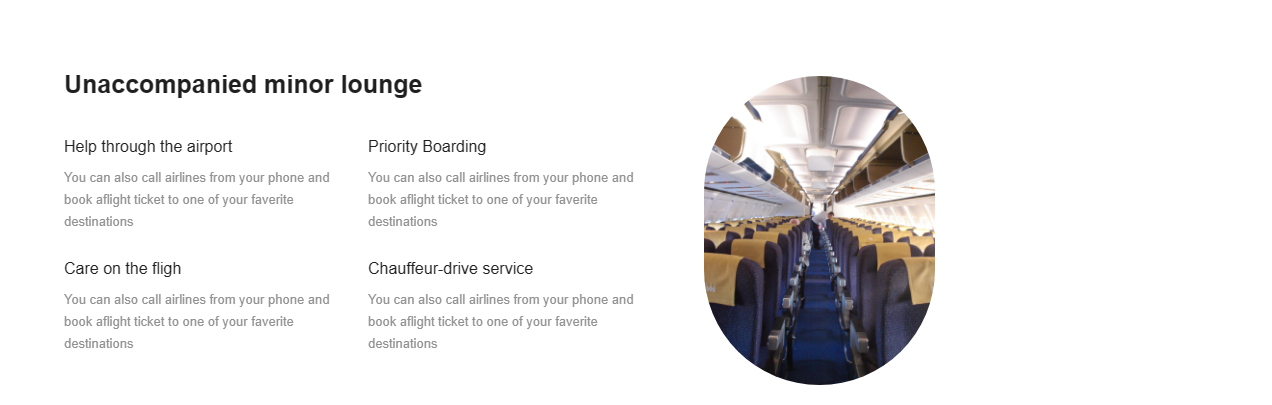 Unaccompanied minor lounge
Help through the airport
You can also call airlines from your phone and
book aflight ticket to one of your faverite
destinations
Priority Boarding
You can also call airlines from your phone and
book aflight ticket to one of your faverite
destinations
Care on the fligh
You can also call airlines from your phone and
book aflight ticket to one of your faverite
destinations
Chauffeur-drive service
You can also call airlines from your phone and
book aflight ticket to one of your faverite
destinations